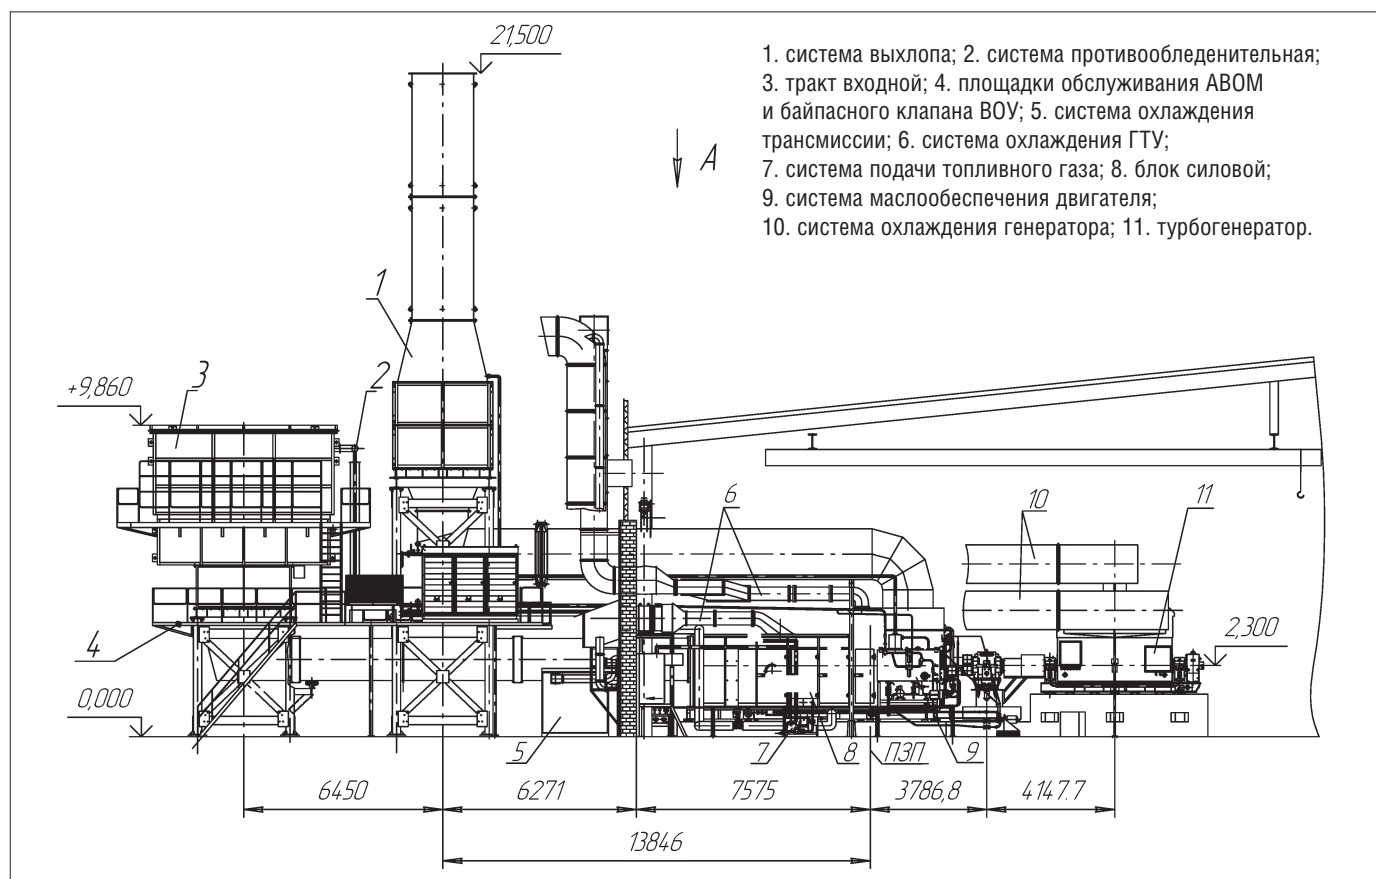 21,500
1. система выхлопа; 2. система противообледенительная;
3. тракт входной; 4. площадки обслуживания АВОМ
и байпасного клапана ВОУ; 5. система охлаждения
трансмиссии; 6. система охлаждения ГТУ;
7. система подачи топливного газа; 8. блок силовой;
9. система маслообеспечения двигателя;
10. система охлаждения генератора; 11. турбогенератор.
А
1
+9,860
3
2
6
10
11
4
2,300
0,000
5
7
8
ПЗП
9
6450
6271
7575
3786,8
4147.7
13846